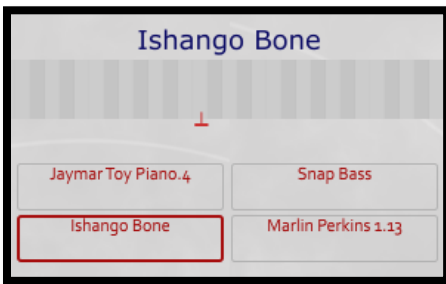 Ishango Bone
Jaymar Toy Piano.4
Snap Bass
Ishango Bone
Marlin Perkins 1.13